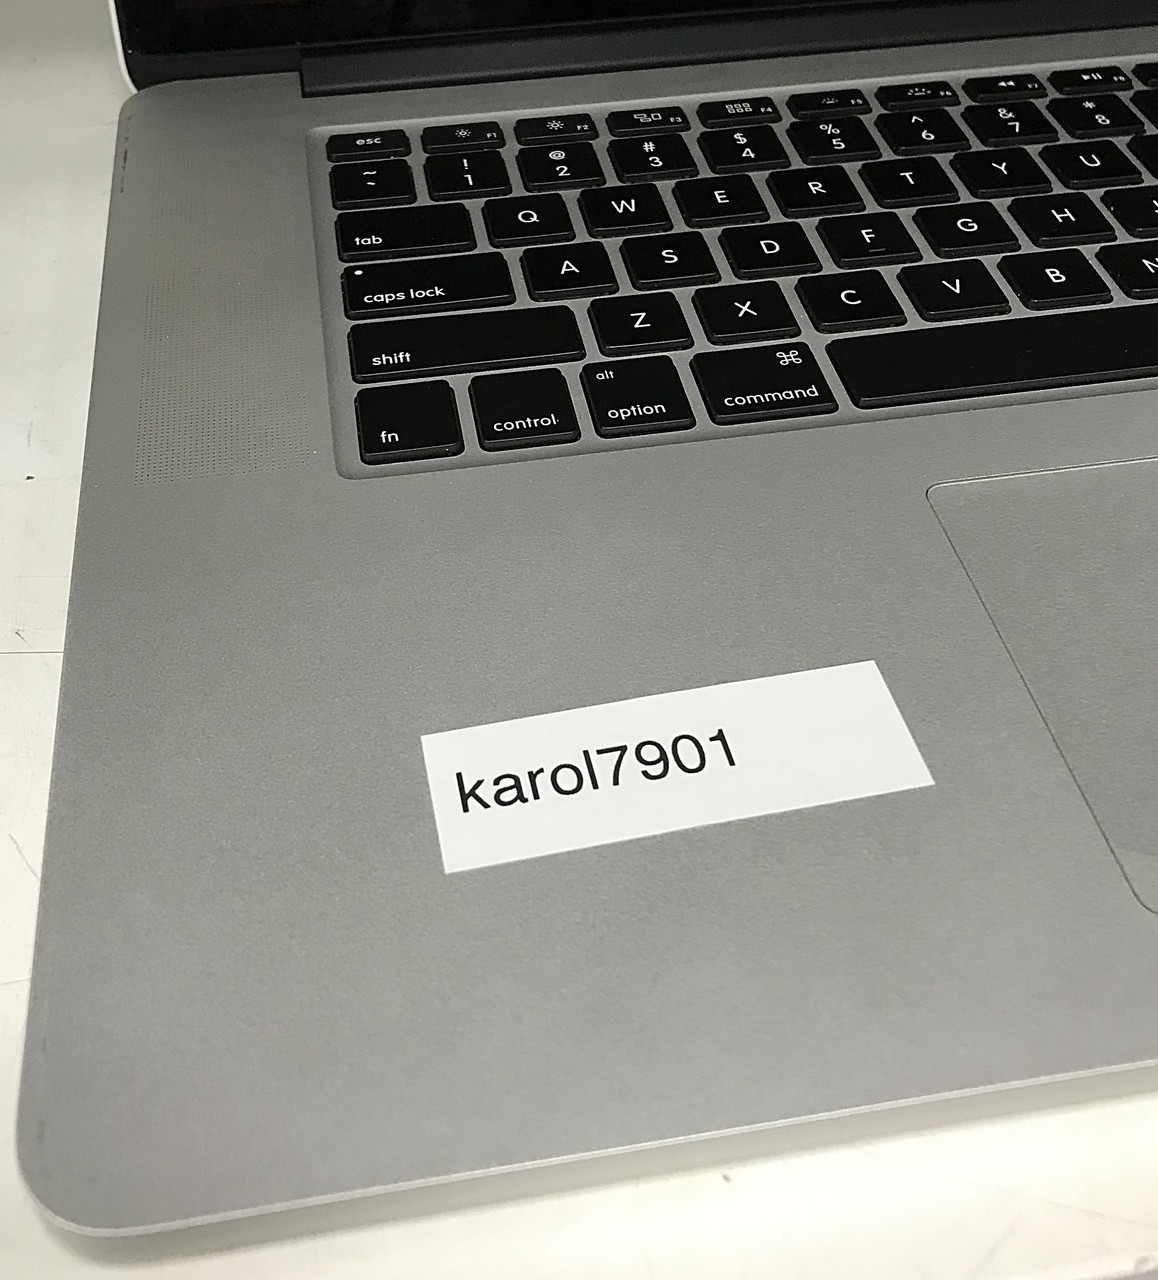 esc F1 F2 F3 F4 F5 F6 F7 F8
~ ! @ # $ % ^ & *
` 1 2 3 4 5 6 7 8
tab Q W E R T Y U
caps lock A S D F G H
shift Z X C V B N
fn control alt option ⌘ command
karol7901